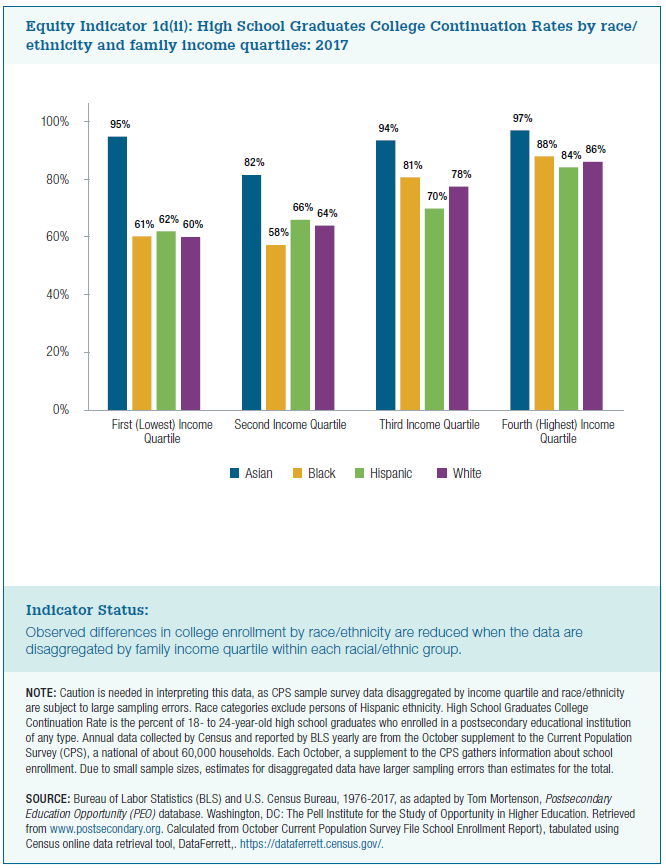 Equity Indicator 1d(ii): High School Graduates College Continuation Rates by race/
ethnicity and family income quartiles: 2017
100%
80%
60%
40%
20%
0%
95%
61%
62%
60%
82%
58%
66%
64%
94%
81%
70%
78%
97%
88%
84%
86%
First (Lowest) Income
Quartile
Second Income Quartile
Third Income Quartile
Fourth (Highest) Income
Quartile
Asian
Black
Hispanic
White
Indicator Status:
Observed differences in college enrollment by race/ethnicity are reduced when the data are
disaggregated by family income quartile within each racial/ethnic group.
NOTE: Caution is needed in interpreting this data, as CPS sample survey data disaggregated by income quartile and race/ethnicity
are subject to large sampling errors. Race categories exclude persons of Hispanic ethnicity. High School Graduates College
Continuation Rate is the percent of 18- to 24-year-old high school graduates who enrolled in a postsecondary educational institution
of any type. Annual data collected by Census and reported by BLS yearly are from the October supplement to the Current Population
Survey (CPS), a national of about 60,000 households. Each October, a supplement to the CPS gathers information about school
enrollment. Due to small sample sizes, estimates for disaggregated data have larger sampling errors than estimates for the total.
SOURCE: Bureau of Labor Statistics (BLS) and U.S. Census Bureau, 1976-2017, as adapted by Tom Mortenson, Postsecondary
Education Opportunity (PEO) database. Washington, DC: The Pell Institute for the Study of Opportunity in Higher Education. Retrieved
from www.postsecondary.org. Calculated from October Current Population Survey File School Enrollment Report), tabulated using
Census online data retrieval tool, DataFerrett,. https://dataferrett.census.gov/.